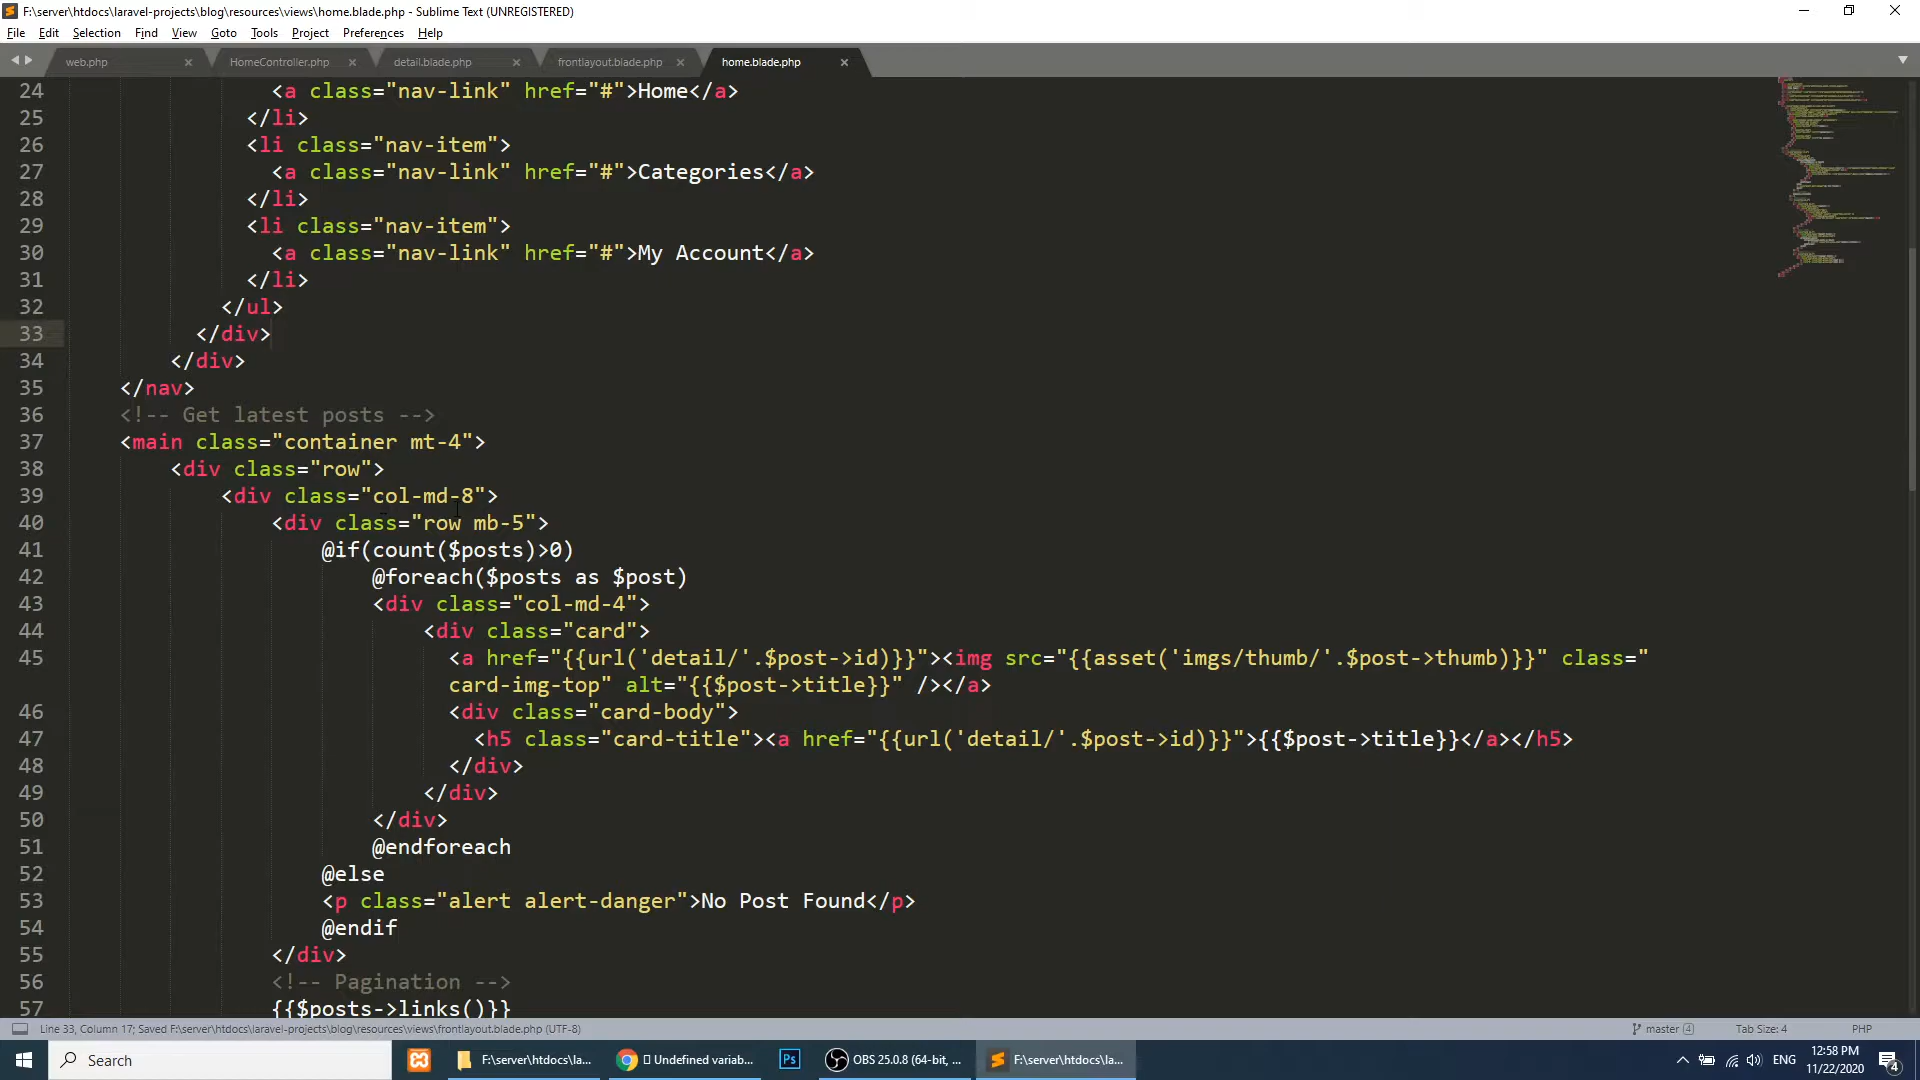 F:\server\htdocs\laravel-projects\blog\resources\views\home.blade.php - Sublime Text (UNREGISTERED)
File Edit Selection Find View Goto Tools Project Preferences Help
web.php HomeController.php detail.blade.php frontlayout.blade.php home.blade.php
24 <a class="nav-link" href="#">Home</a>
25 </li>
26 <li class="nav-item">
27 <a class="nav-link" href="#">Categories</a>
28 </li>
29 <li class="nav-item">
30 <a class="nav-link" href="#">My Account</a>
31 </li>
32 </ul>
33 </div>
34 </div>
35 </nav>
36 <!-- Get latest posts -->
37 <main class="container mt-4">
38 <div class="row">
39 <div class="col-md-8">
40 <div class="row mb-5">
41 @if(count($posts)>0)
42 @foreach($posts as $post)
43 <div class="col-md-4">
44 <div class="card">
45 <a href="{{url('detail/'.$post->id)}}"><img src="{{asset('imgs/thumb/'.$post->thumb)}}" class="
card-img-top" alt="{{$post->title}}" /></a>
46 <div class="card-body">
47 <h5 class="card-title"><a href="{{url('detail/'.$post->id)}}">{{$post->title}}</a></h5>
48 </div>
49 </div>
50 </div>
51 @endforeach
52 @else
53 <p class="alert alert-danger">No Post Found</p>
54 @endif
55 </div>
56 <!-- Pagination -->
57 {{$posts->links()}}
Line 33, Column 17; Saved F:\server\htdocs\laravel-projects\blog\resources\views\frontlayout.blade.php (UTF-8) master 4 Tab Size: 4 PHP
Search F:\server\htdocs\la... Undefined variab... Ps OBS 25.0.8 (64-bit, ... F:\server\htdocs\la... ENG 12:58 PM
11/22/2020 4